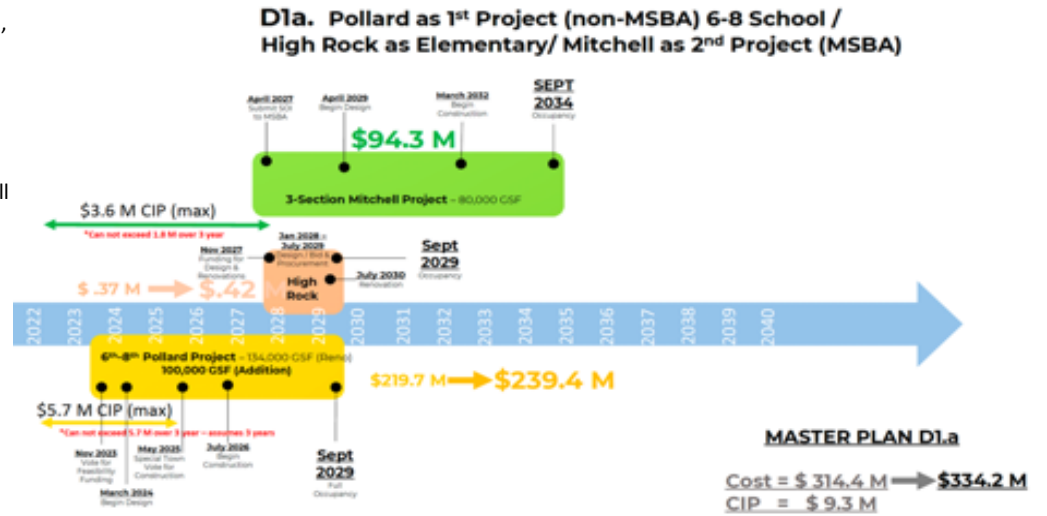 ,
D1a. Pollard as 1st Project (non-MSBA) 6-8 School /
High Rock as Elementary/ Mitchell as 2nd Project (MSBA)
April 2027
Submit SOI
to MSBA
April 2029
Begin Design
March 2032
Begin
Construction
SEPT
2034
Occupancy
$94.3 M
3-Section Mitchell Project – 80,000 GSF
ll
$3.6 M CIP (max)
*Can not exceed 1.8 M over 3 year
Nov 2027
Funding for
Design &
Renovations
Jan 2028 –
July 2029
Design / Bid &
Procurement
High
Rock
Sept
2029
Occupancy
July 2030
Renovation
$ .37 M
$.42 M
2022 2023 2024 2025 2026 2027 2028 2029 2030 2031 2032 2033 2034 2035 2036 2037 2038 2039 2040
6th-8th Pollard Project – 134,000 GSF (Reno)
100,000 GSF (Addition)
$219.7 M
$239.4 M
$5.7 M CIP (max)
*Can not exceed 5.7 M over 3 year – assumes 3 years
Nov 2023
Vote for
Feasibility
Funding
March 2024
Begin Design
May 2025
Special Town
Vote for
Construction
July 2026
Begin
Construction
Sept
2029
Full
Occupancy
MASTER PLAN D1.a
Cost = $ 314.4 M $334.2 M
CIP = $ 9.3 M